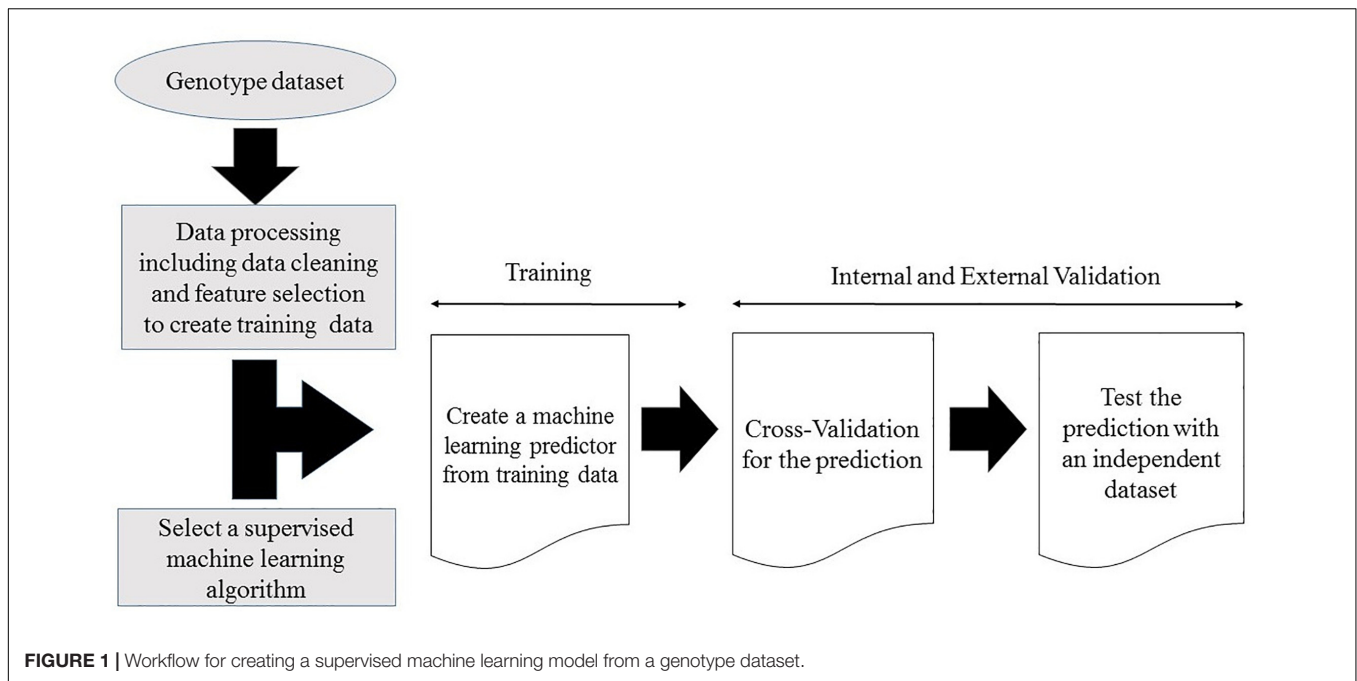 Genotype dataset
Data processing
including data cleaning
and feature selection
to create training data
Select a supervised
machine learning
algorithm
Training
Create a machine
learning predictor
from training data
Internal and External Validation
Cross-Validation
for the prediction
Test the
prediction with
an independent
dataset
FIGURE 1 | Workflow for creating a supervised machine learning model from a genotype dataset.